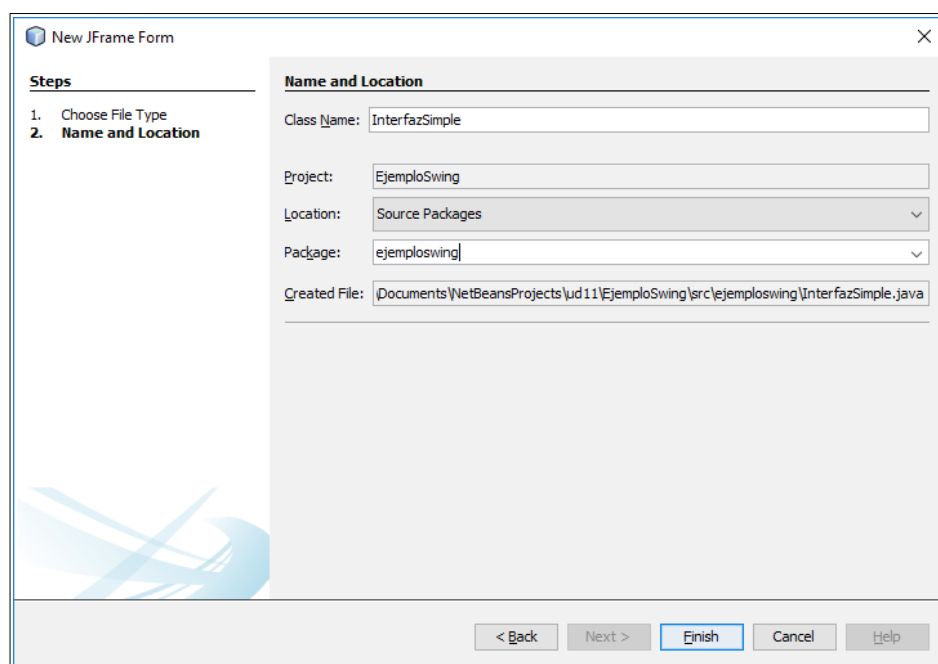 New JFrame Form
Steps
1. Choose File Type
2. Name and Location
Name and Location
Class Name: InterfazSimple
Project: EjemploSwing
Location: Source Packages
Package: ejemploswing
Created File: \Documents\NetBeansProjects\ud11\EjemploSwing\src\ejemploswing\InterfazSimple.java
< Back Next > Finish Cancel Help